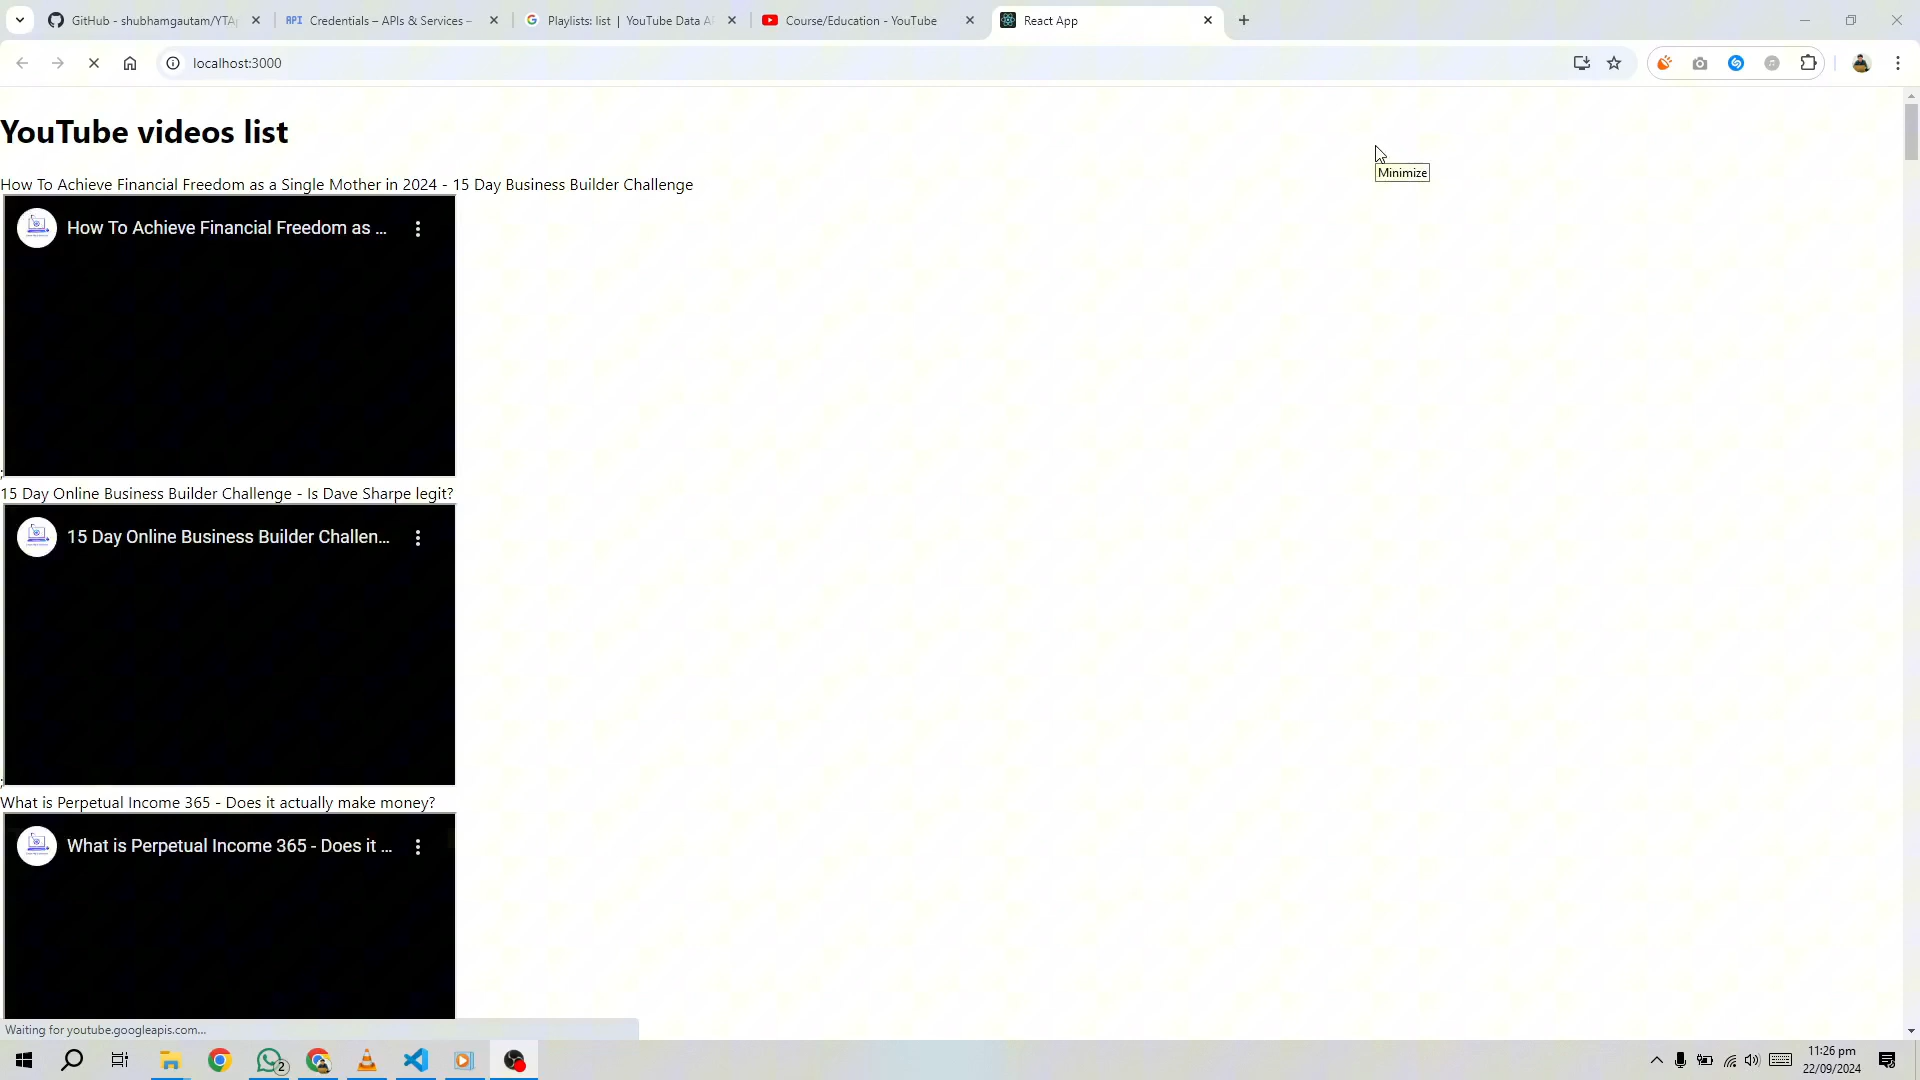 GitHub - shubhamgautam/YTAp
API Credentials – APIs & Services –
Playlists: list | YouTube Data A
Course/Education - YouTube
React App
localhost:3000
YouTube videos list
Minimize
How To Achieve Financial Freedom as a Single Mother in 2024 - 15 Day Business Builder Challenge
How To Achieve Financial Freedom as ...
;
15 Day Online Business Builder Challenge - Is Dave Sharpe legit?
15 Day Online Business Builder Challen...
;
What is Perpetual Income 365 - Does it actually make money?
What is Perpetual Income 365 - Does it ...
Waiting for youtube.googleapis.com...
2
11:26 pm
22/09/2024